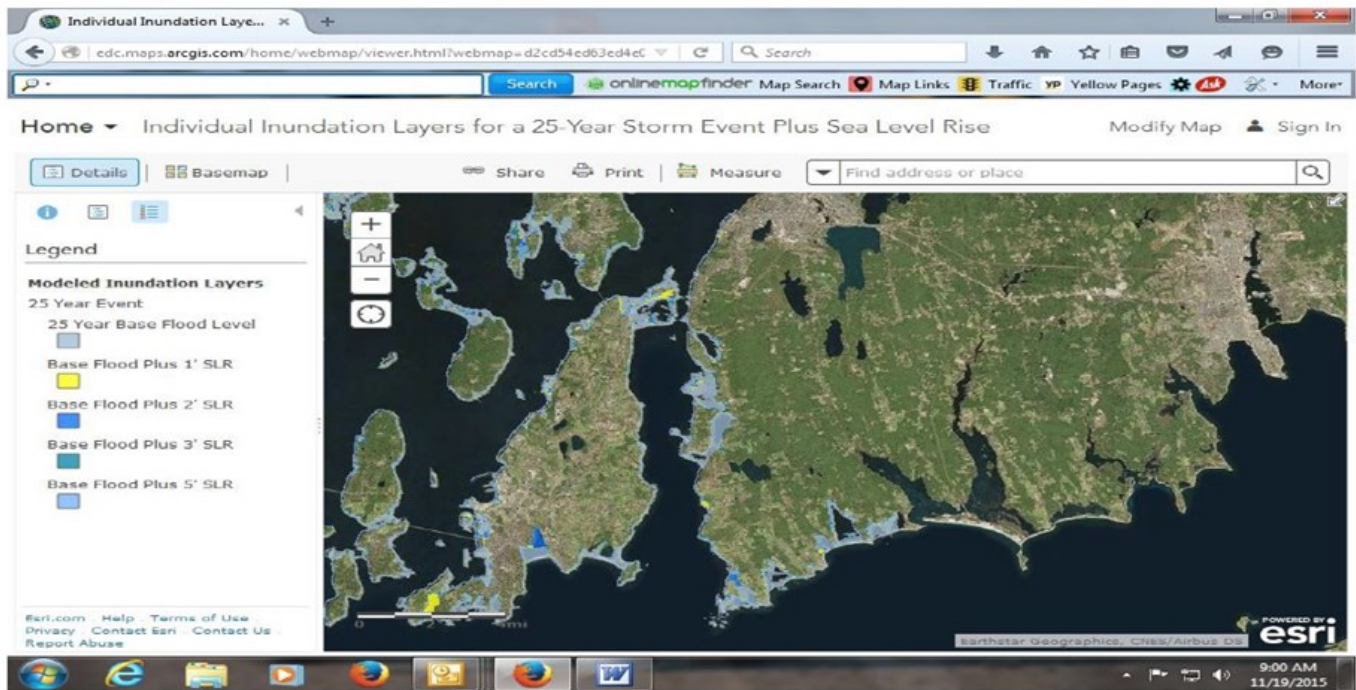 Individual Inundation Laye... × +
edc.maps.arcgis.com/home/webmap/viewer.html?webmap=d2cd54ed63ed4e Search
Search onlinemapfinder Map Search Map Links Traffic YP Yellow Pages Ask More
Home Individual Inundation Layers for a 25-Year Storm Event Plus Sea Level Rise Modify Map Sign In
Details Basemap Share Print Measure Find address or place
Legend
Modeled Inundation Layers
25 Year Event
25 Year Base Flood Level
Base Flood Plus 1' SLR
Base Flood Plus 2' SLR
Base Flood Plus 3' SLR
Base Flood Plus 5' SLR
Esri.com . Help . Terms of Use .
Privacy . Contact Esri . Contact Us .
Report Abuse
0 2 4mi
Earthstar Geographics, CNES/Airbus DS
POWERED BY
esri
9:00 AM
11/19/2015